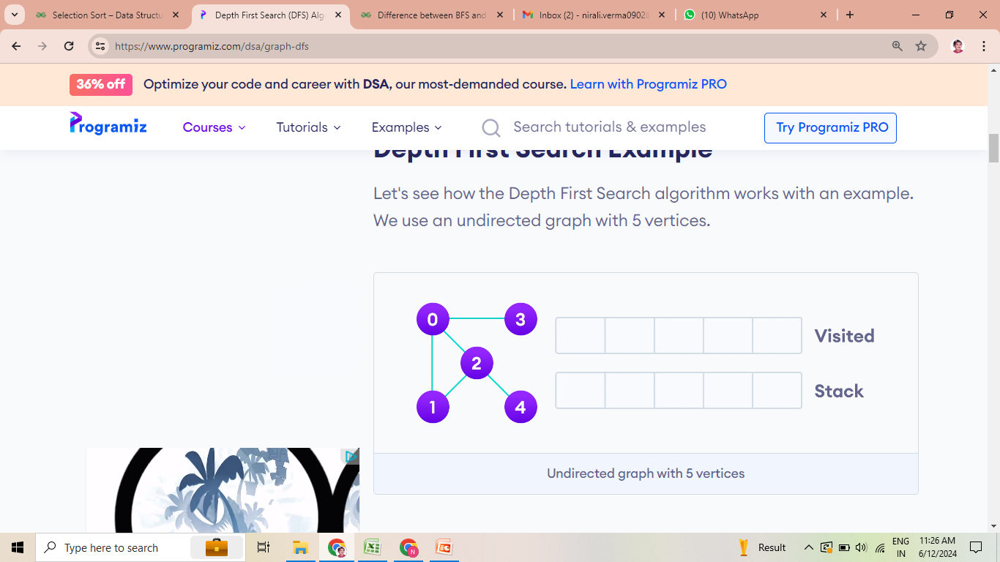 Selection Sort – Data Structu
Depth First Search (DFS) Alg
Difference between BFS and
Inbox (2) - nirali.verma0902@
(10) WhatsApp
https://www.programiz.com/dsa/graph-dfs
36% off Optimize your code and career with DSA, our most-demanded course. Learn with Programiz PRO
Programiz Courses Tutorials Examples Search tutorials & examples Try Programiz PRO
Depth First Search Example
Let's see how the Depth First Search algorithm works with an example.
We use an undirected graph with 5 vertices.
0 3
Visited
2
Stack
1 4
Undirected graph with 5 vertices
Type here to search
Result
ENG
IN
11:26 AM
6/12/2024